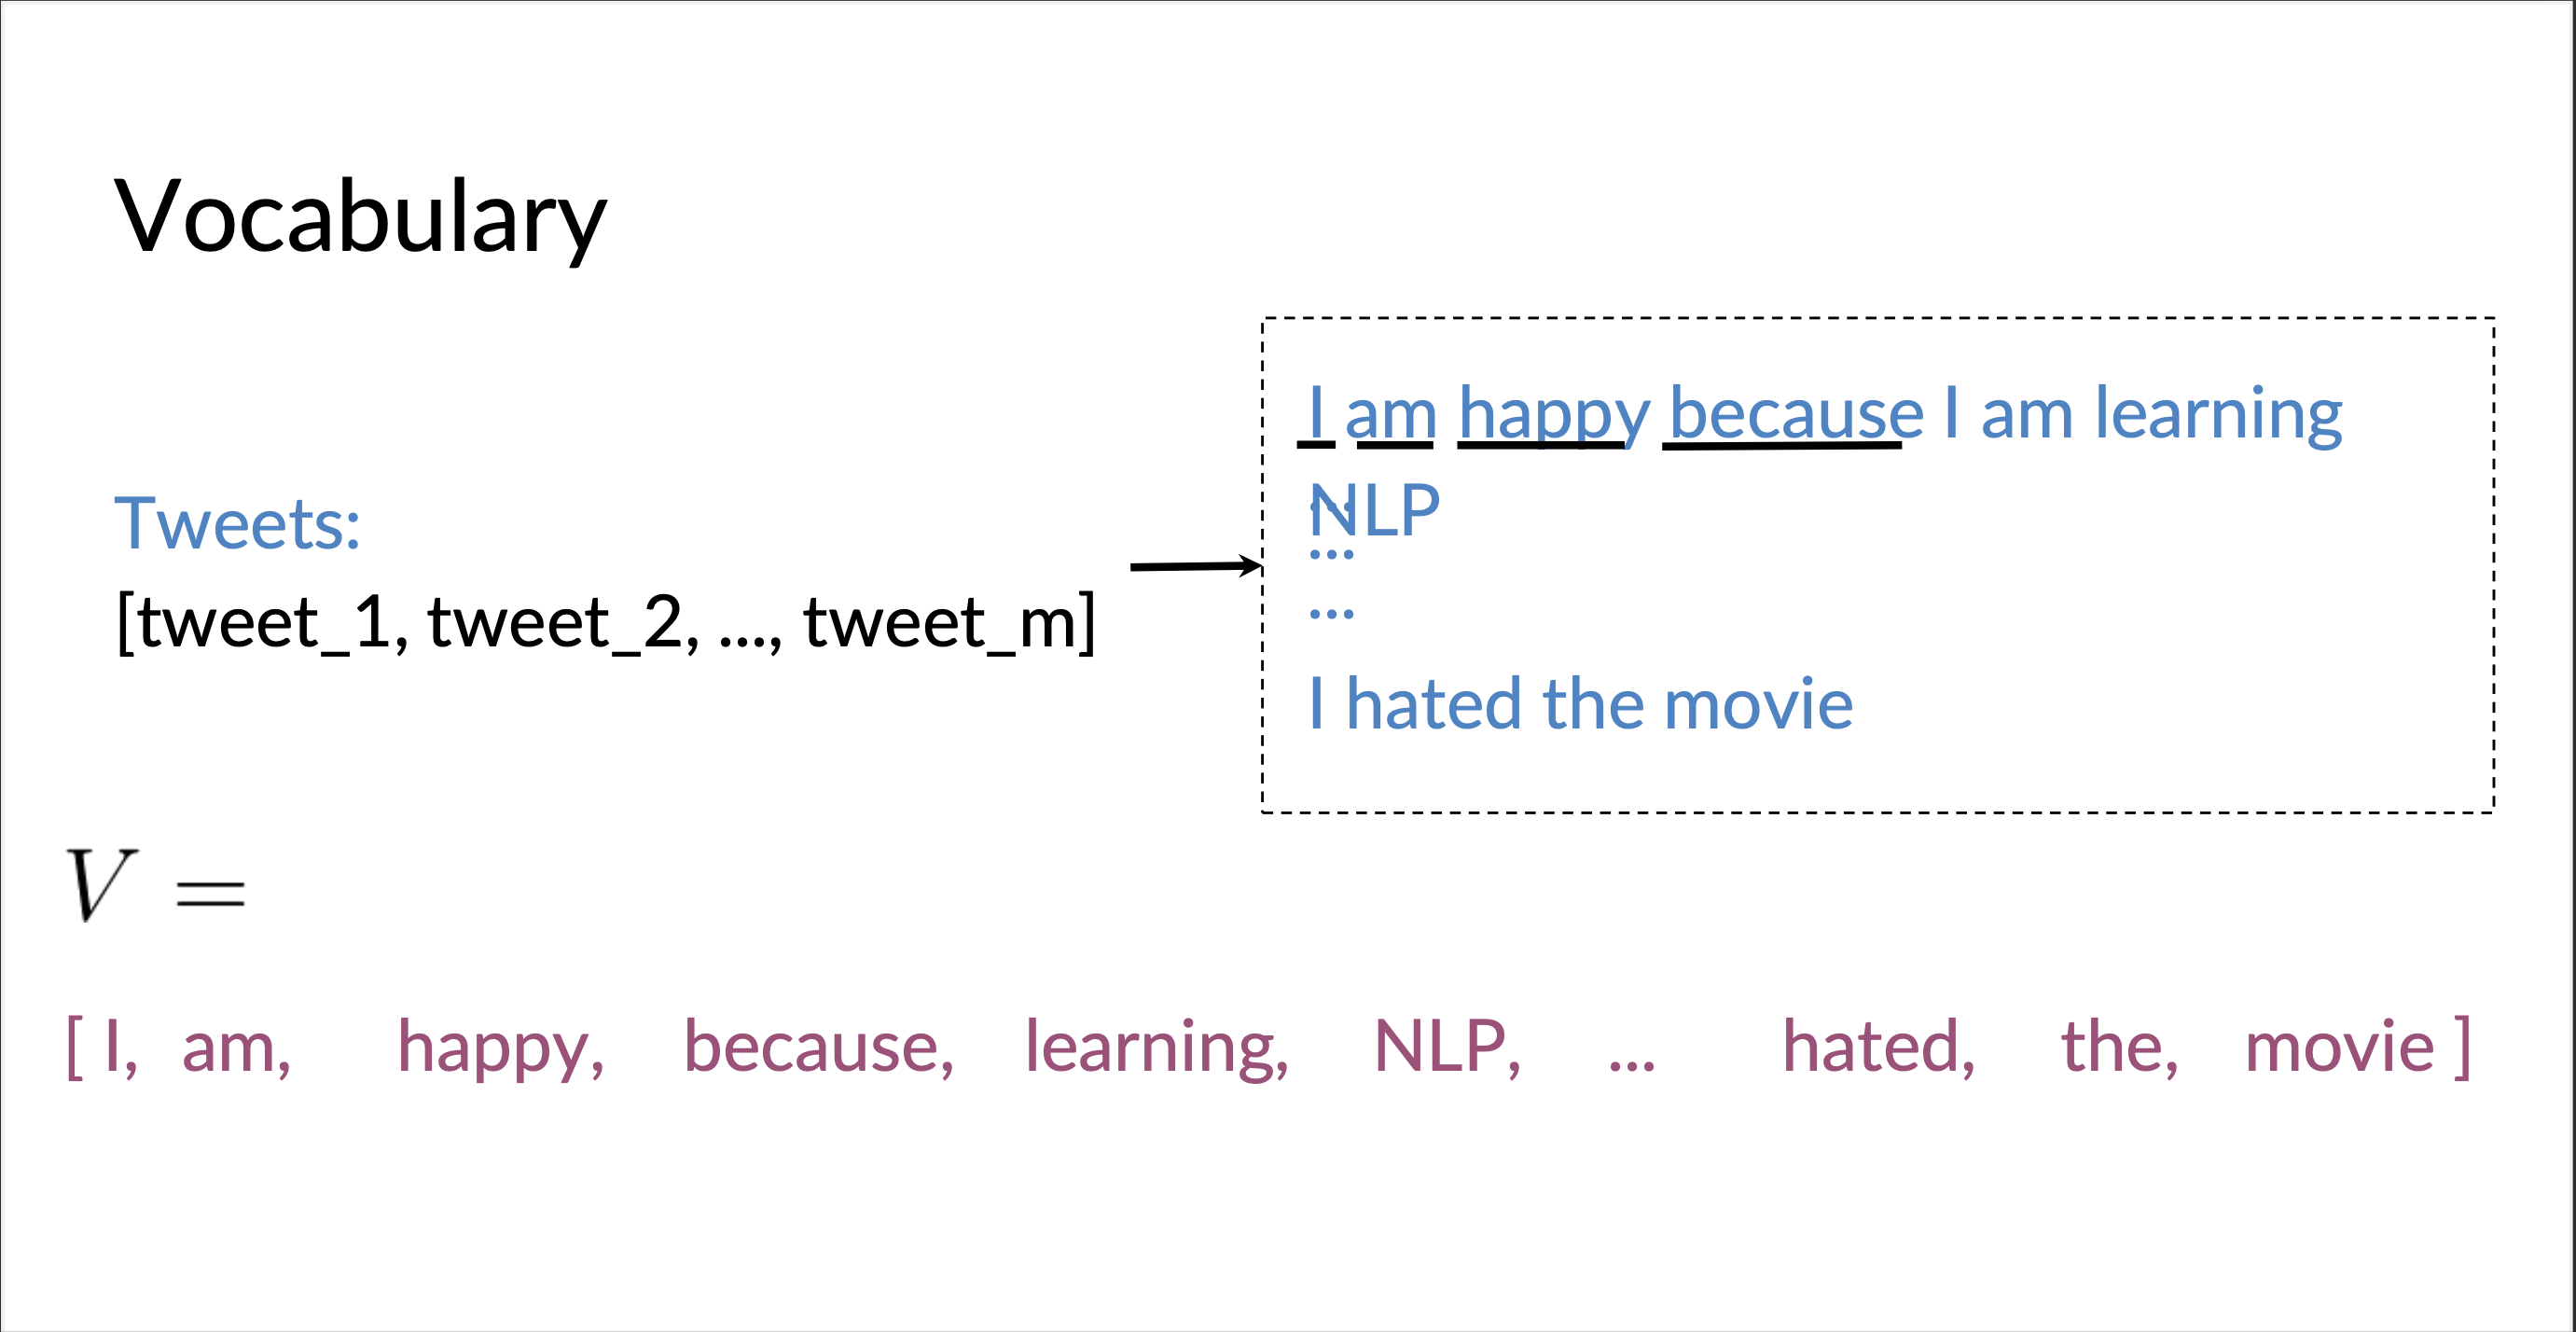 Vocabulary
Tweets:
[tweet_1, tweet_2, ..., tweet_m]
I am happy because I am learning
NLP
...
...
...
I hated the movie
V =
[ I, am, happy, because, learning, NLP, ... hated, the, movie ]